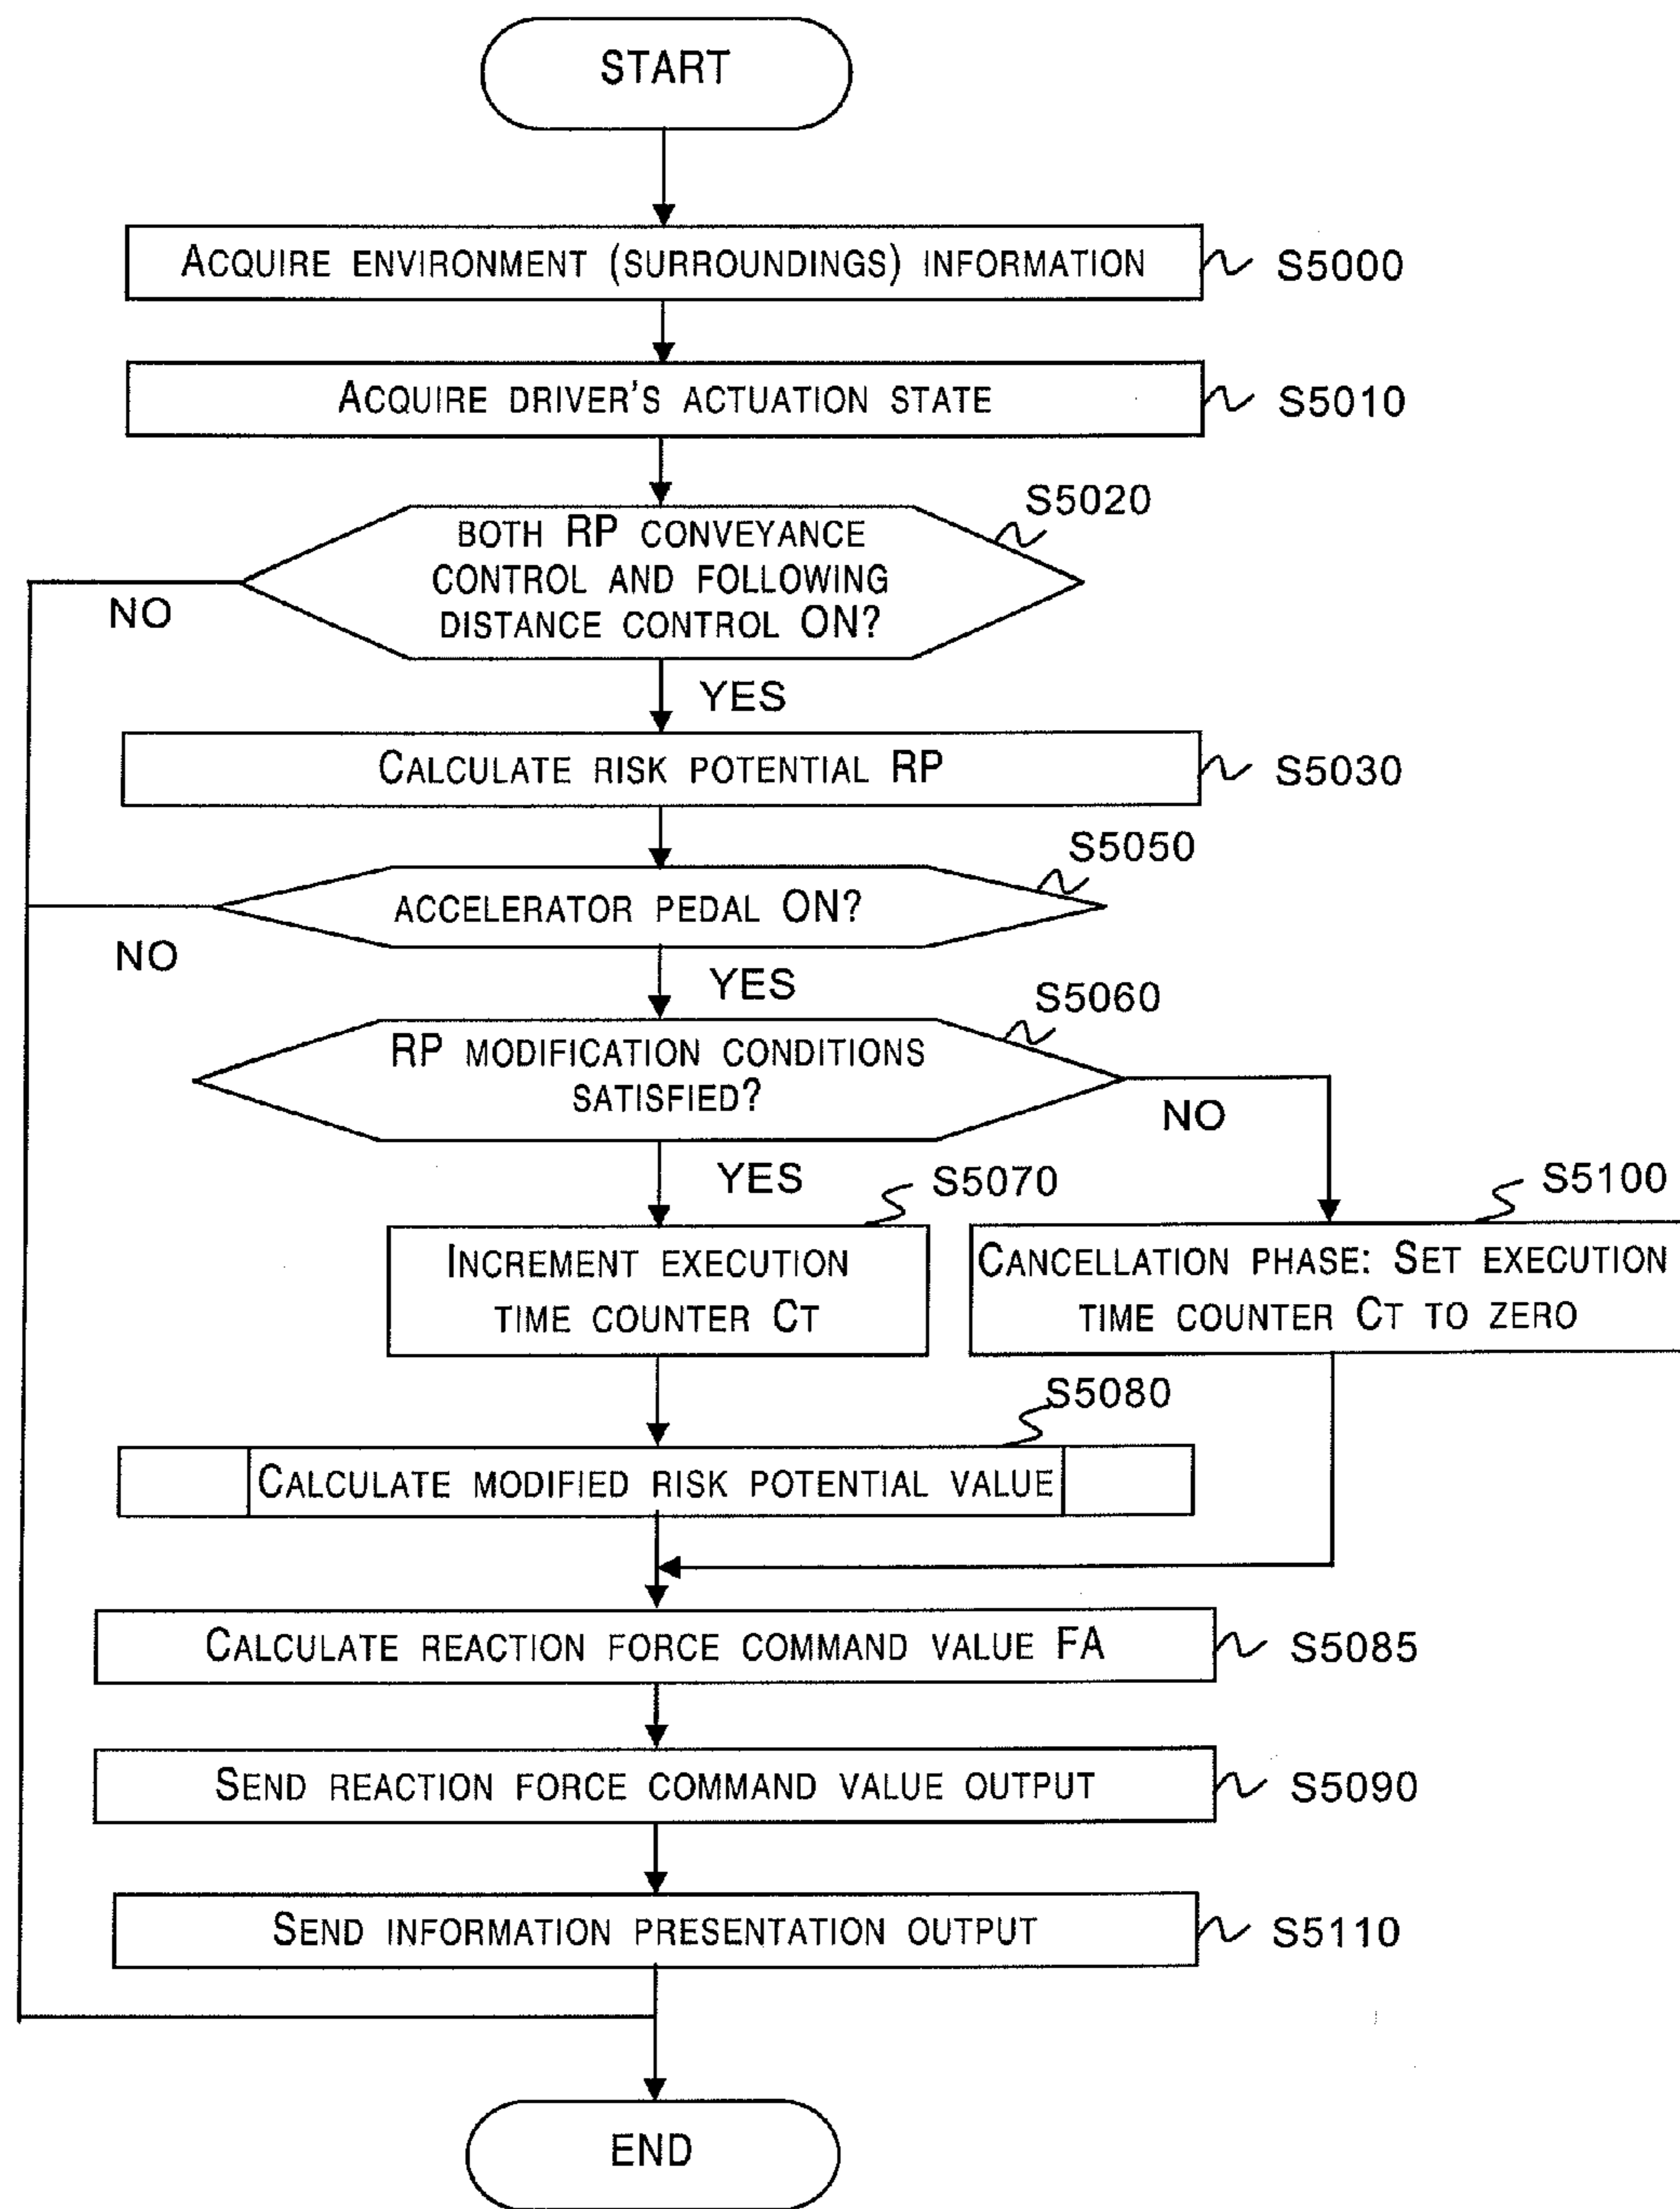 START
ACQUIRE ENVIRONMENT (SURROUNDINGS) INFORMATION
S5000
ACQUIRE DRIVER'S ACTUATION STATE
S5010
S5020
BOTH RP CONVEYANCE
CONTROL AND FOLLOWING
DISTANCE CONTROL ON?
NO
YES
CALCULATE RISK POTENTIAL RP
S5030
S5050
ACCELERATOR PEDAL ON?
NO
YES
S5060
RP MODIFICATION CONDITIONS
SATISFIED?
NO
YES
S5070
S5100
INCREMENT EXECUTION
TIME COUNTER CT
CANCELLATION PHASE: SET EXECUTION
TIME COUNTER CT TO ZERO
S5080
CALCULATE MODIFIED RISK POTENTIAL VALUE
CALCULATE REACTION FORCE COMMAND VALUE FA
S5085
SEND REACTION FORCE COMMAND VALUE OUTPUT
S5090
SEND INFORMATION PRESENTATION OUTPUT
S5110
END